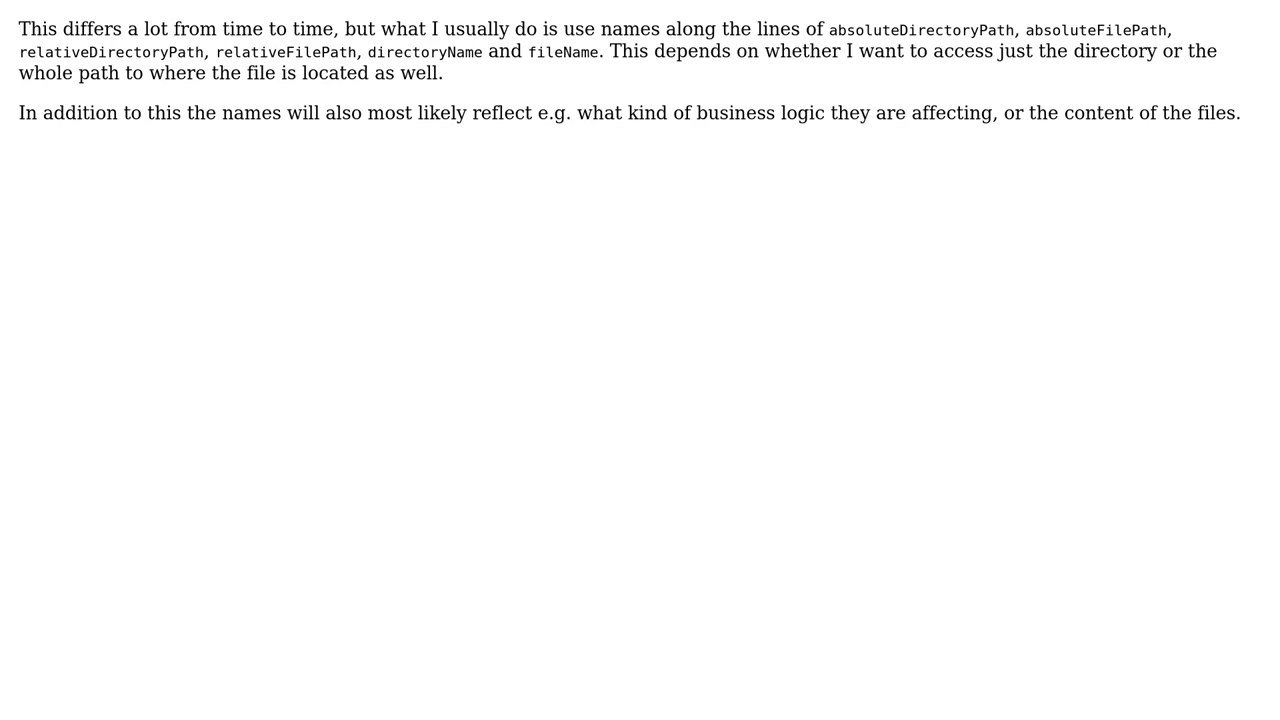 This differs a lot from time to time, but what I usually do is use names along the lines of absoluteDirectoryPath, absoluteFilePath,
relativeDirectoryPath, relativeFilePath, directoryName and fileName. This depends on whether I want to access just the directory or the
whole path to where the file is located as well.
In addition to this the names will also most likely reflect e.g. what kind of business logic they are affecting, or the content of the files.